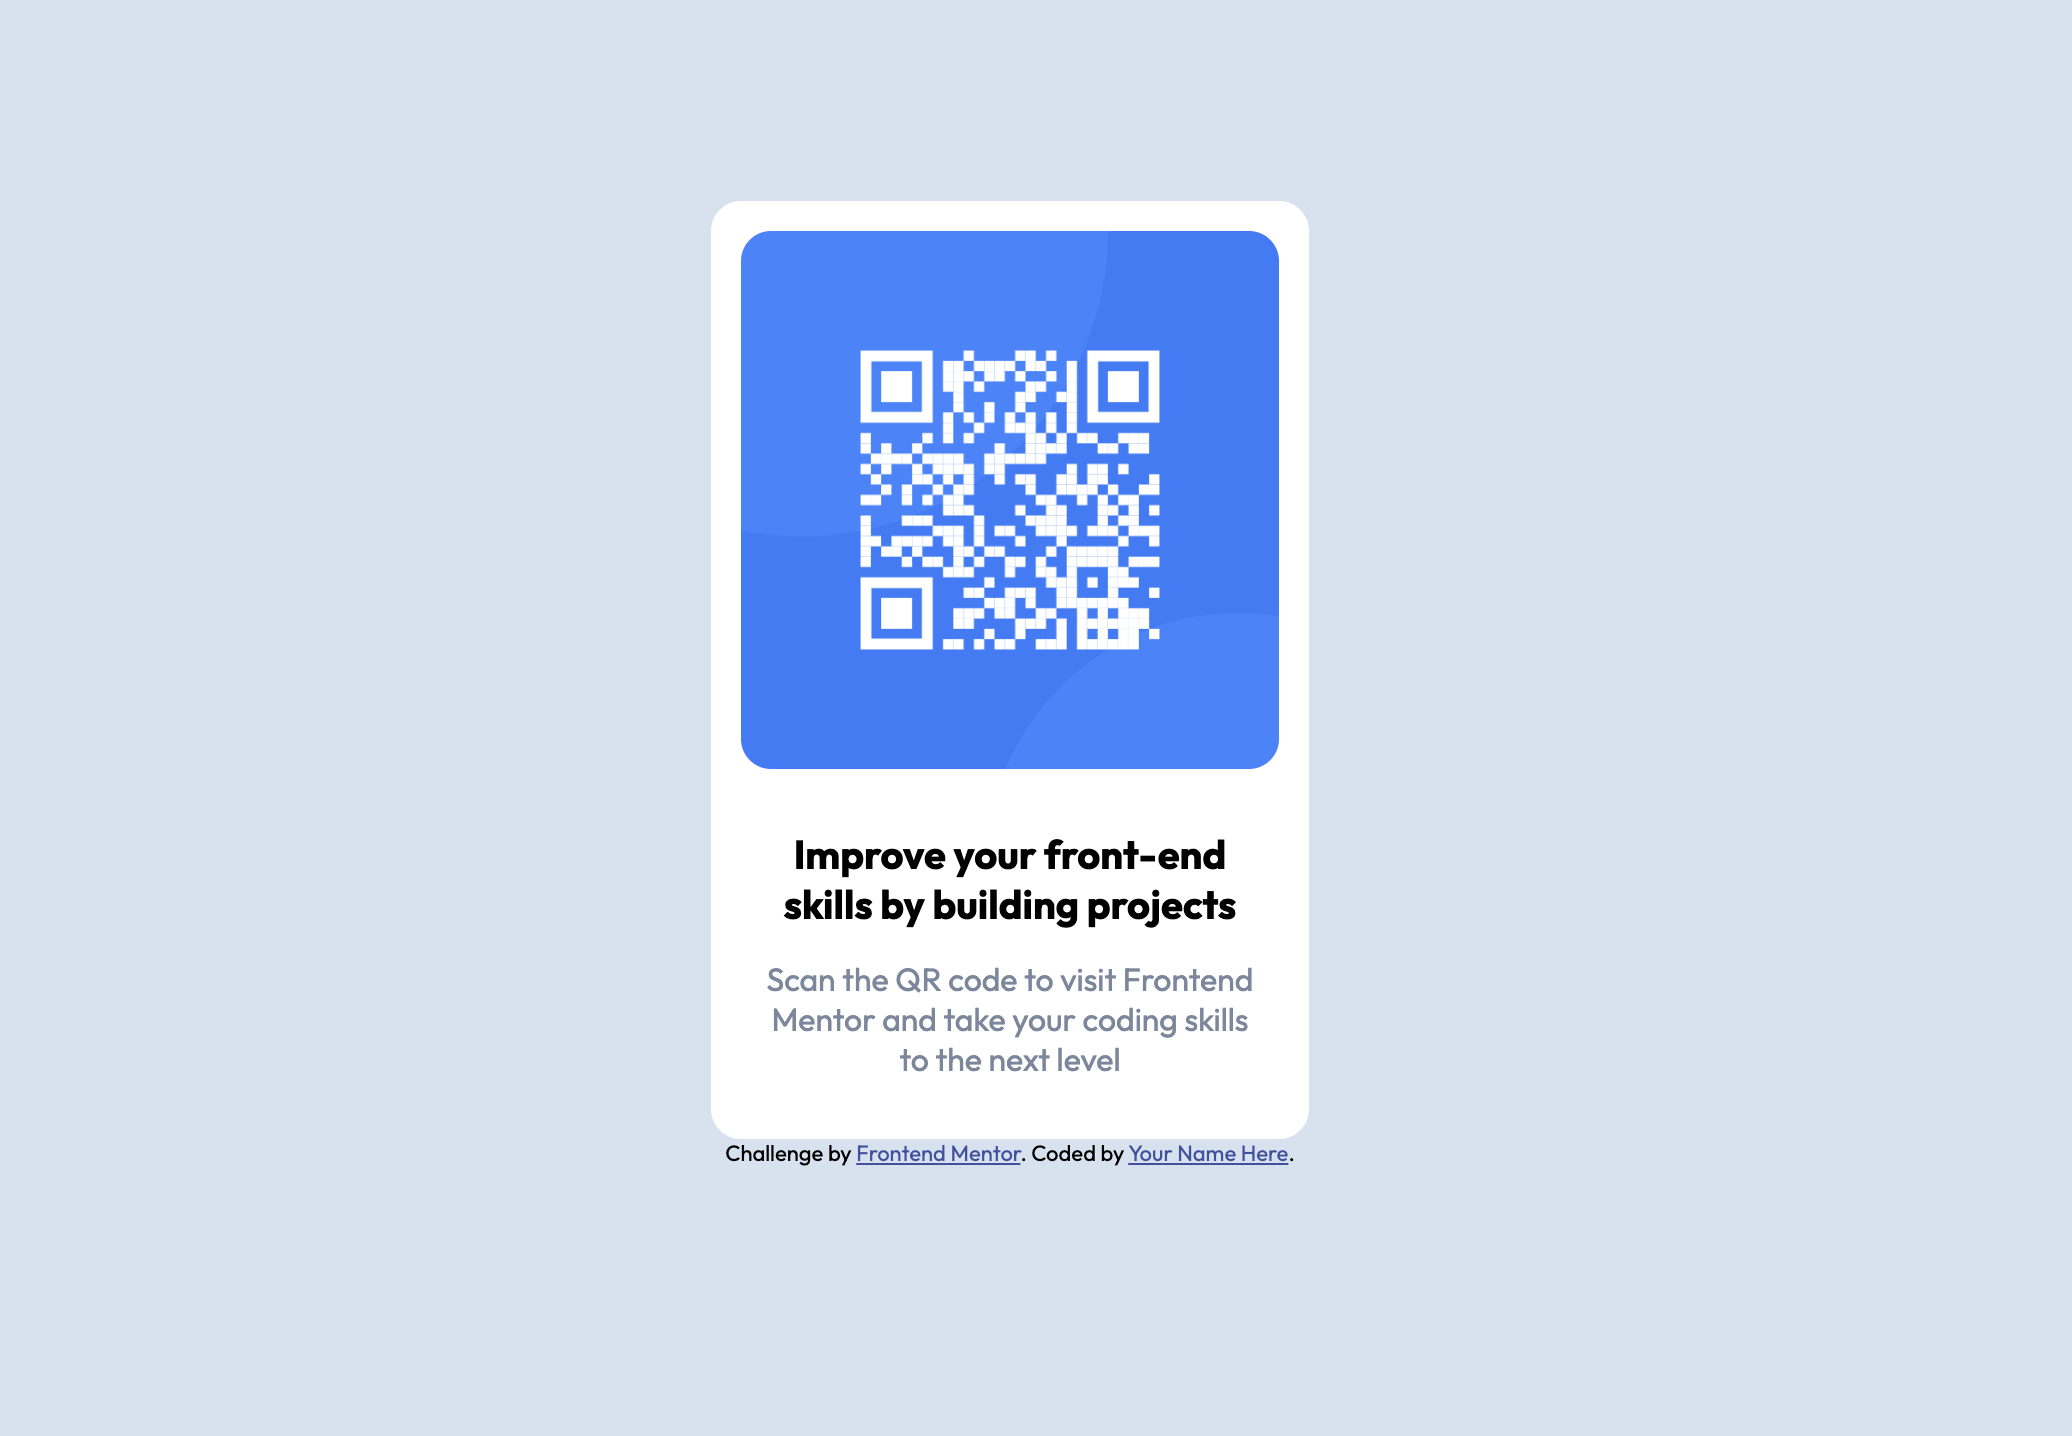 Improve your front-end
skills by building projects
Scan the QR code to visit Frontend
Mentor and take your coding skills
to the next level
Challenge by Frontend Mentor. Coded by Your Name Here.